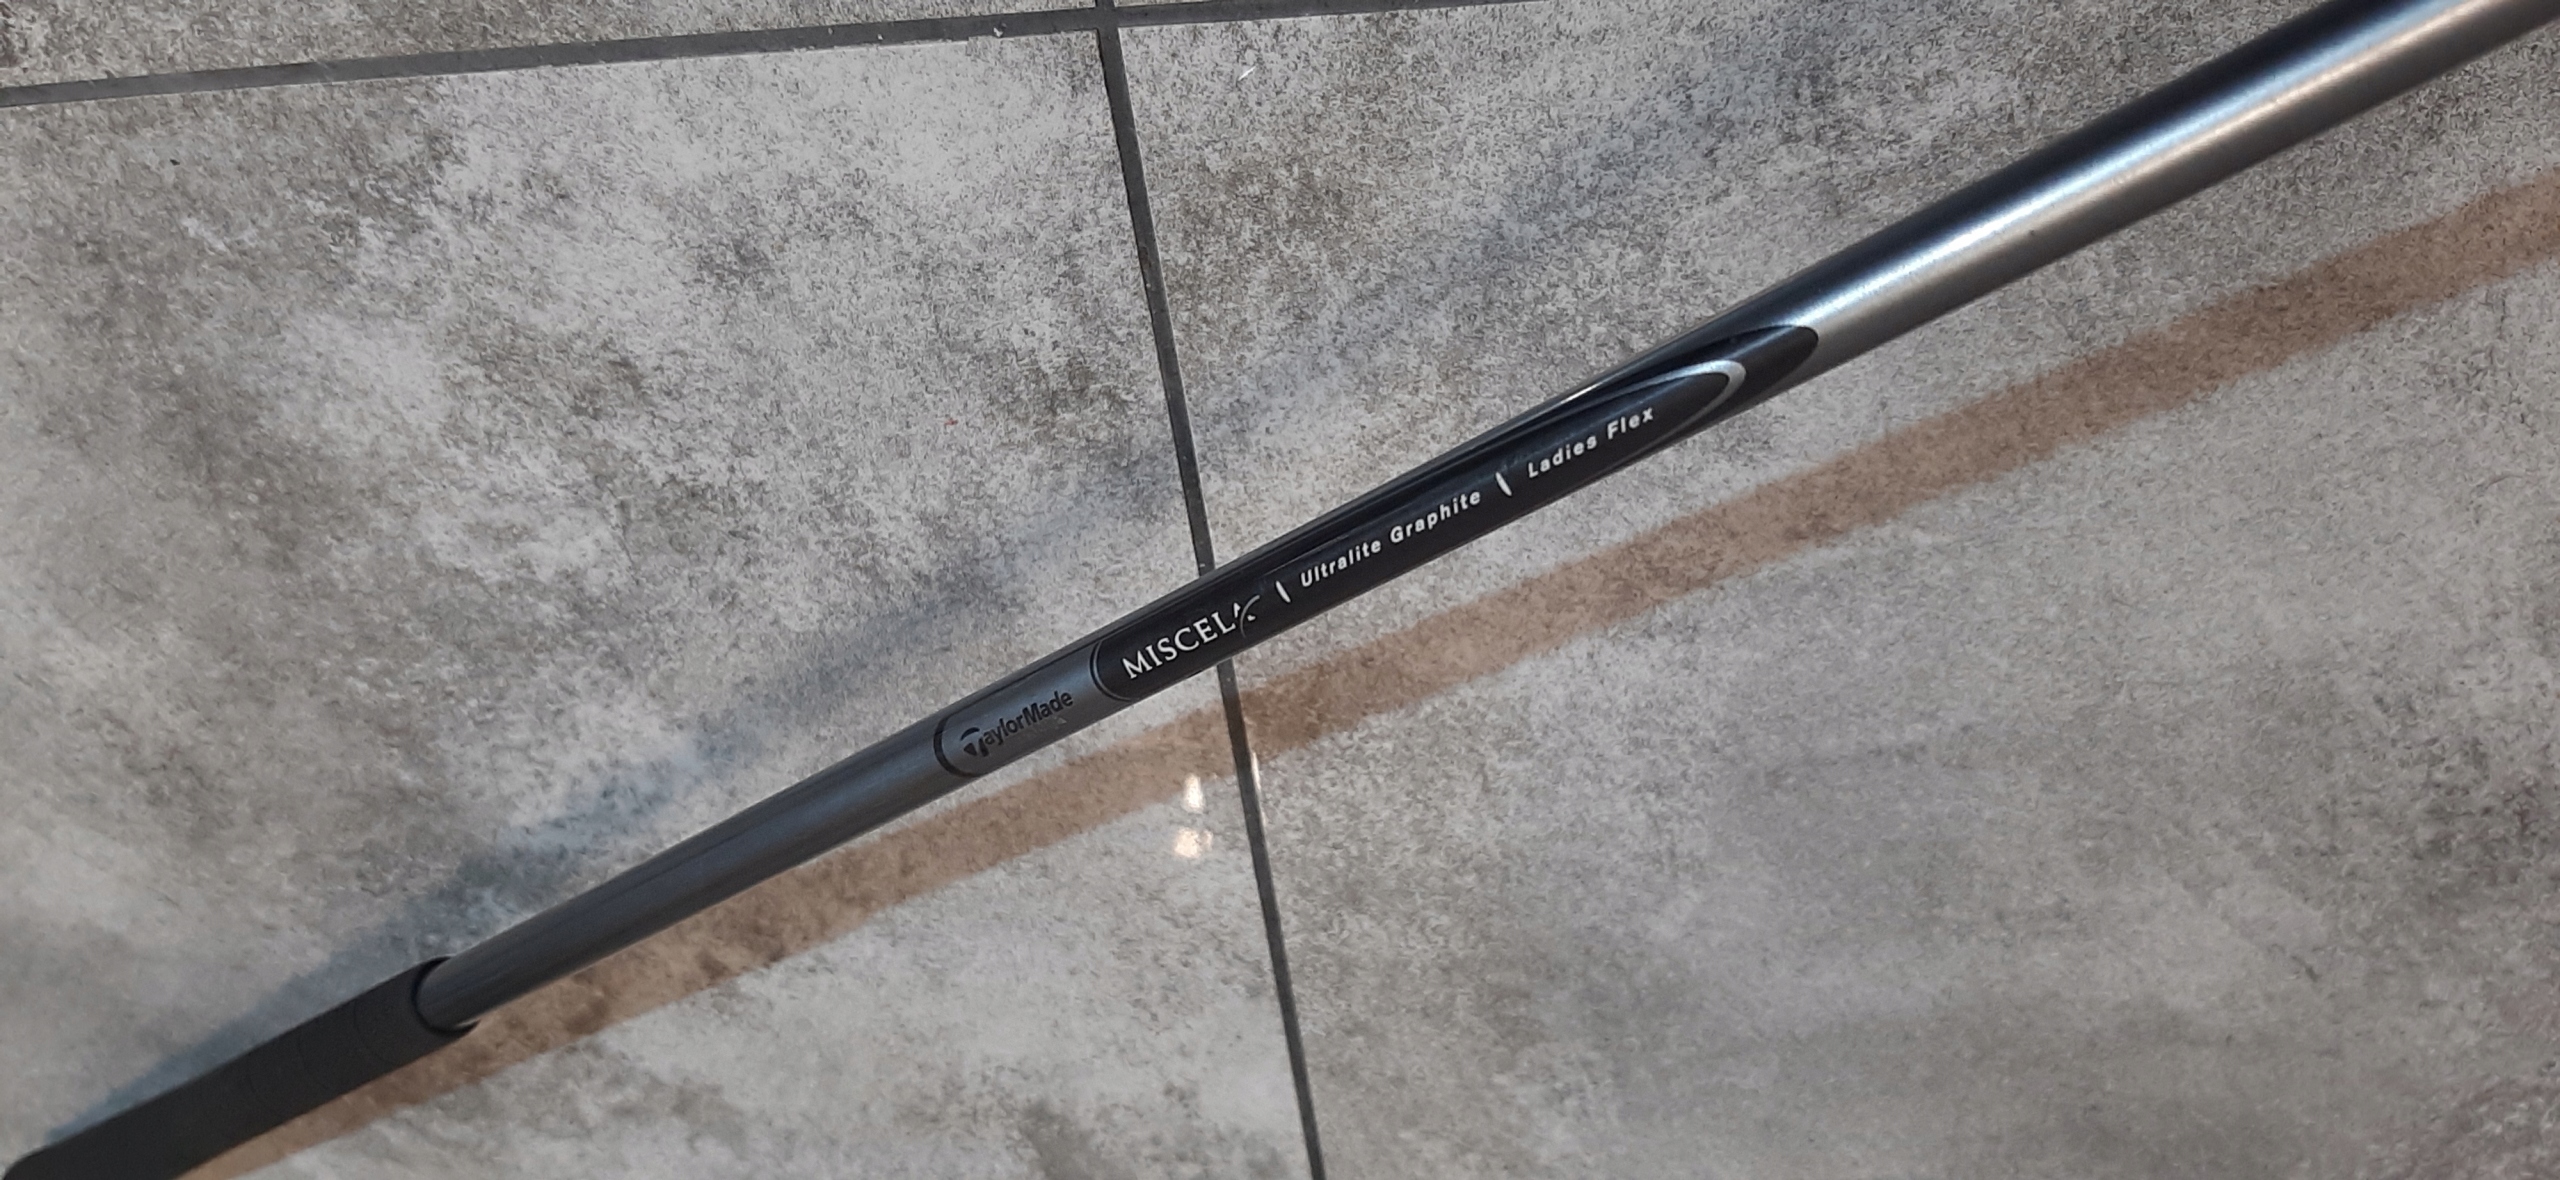 TaylorMade MISCELA Ultralite Graphite Ladies Flex